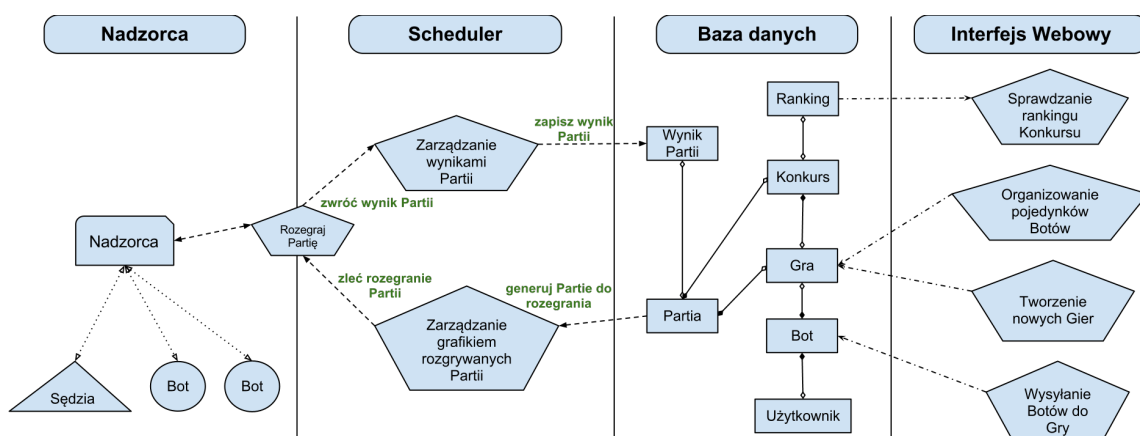 Nadzorca
Scheduler
Baza danych
Interfejs Webowy
Nadzorca
Sędzia
Bot
Bot
Rozegraj
Partię
zwróć wynik Partii
zleć rozegranie
Partii
Zarządzanie
wynikami
Partii
zapisz wynik
Partii
Zarządzanie
grafikiem
rozgrywanych
Partii
generuj Partie do
rozegrania
Wynik
Partii
Partia
Ranking
Konkurs
Gra
Bot
Użytkownik
Sprawdzanie
rankingu
Konkursu
Organizowanie
pojedynków
Botów
Tworzenie
nowych Gier
Wysyłanie
Botów do
Gry